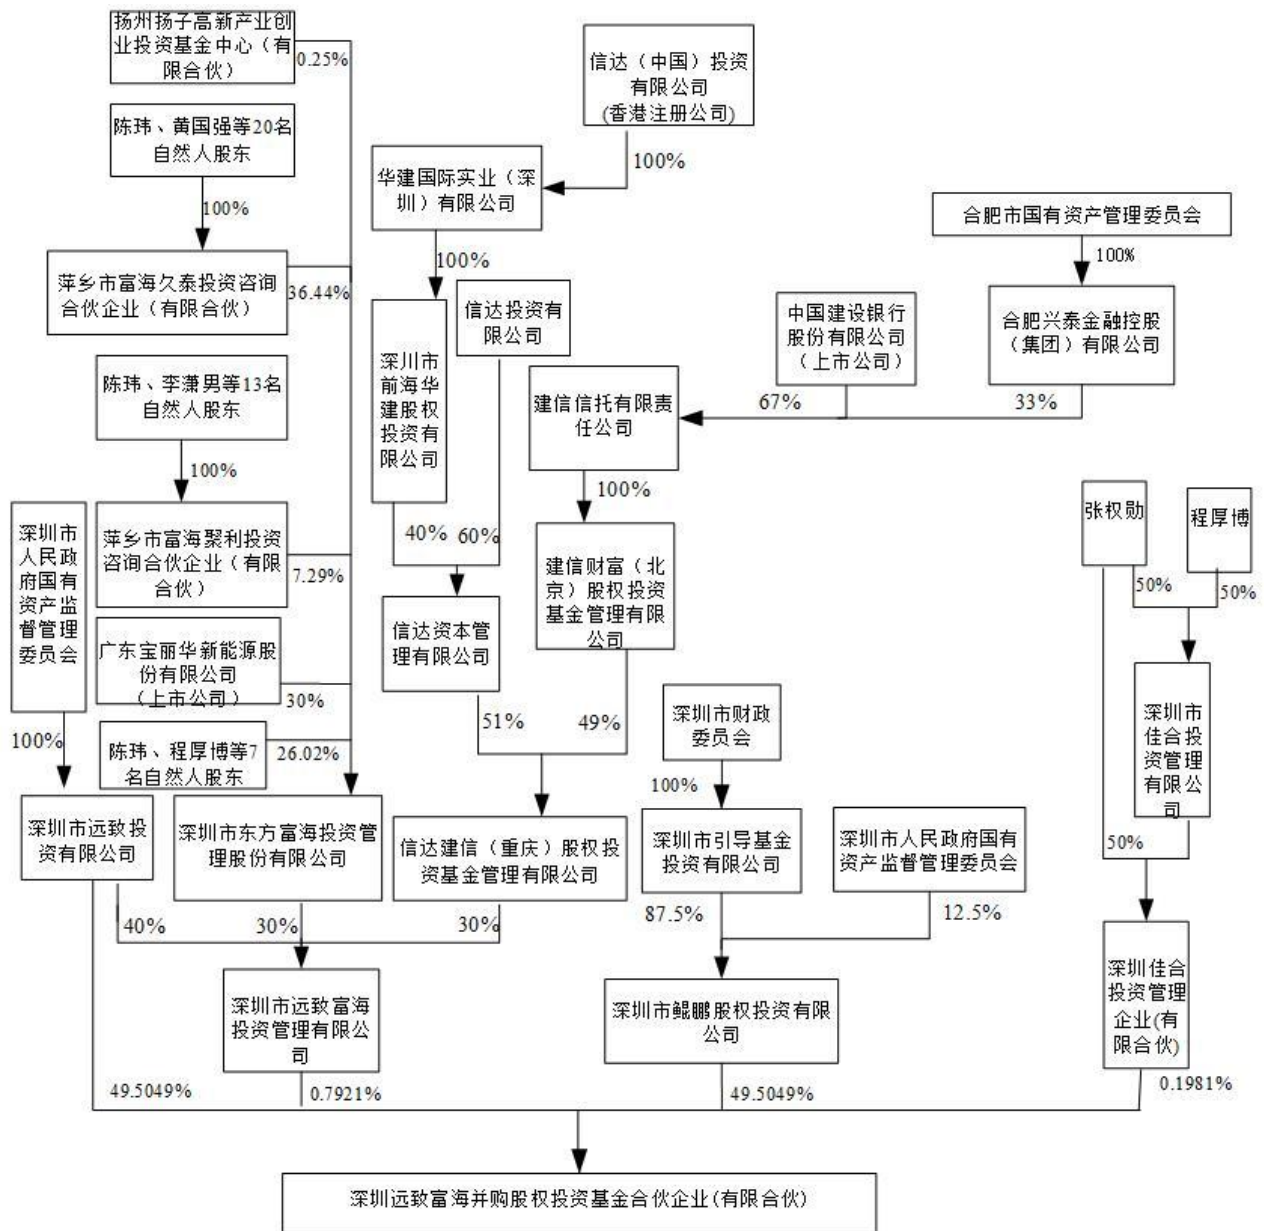 扬州扬子高新产业创
业投资基金中心（有
限合伙）
0.25%
信达（中国）投资
有限公司
(香港注册公司)
100%
陈玮、黄国强等20名
自然人股东
100%
华建国际实业（深
圳）有限公司
100%
合肥市国有资产管理委员会
100%
萍乡市富海久泰投资咨询
合伙企业（有限合伙）
36.44%
深川市
前海华
建股权
投资有
限公司
信达投资有
限公司
中国建设银行
股份有限公司
（上市公司）
合肥兴泰金融控股
（集团）有限公司
67%
33%
陈玮、李潇男等13名
自然人股东
100%
建信信托有限责
任公司
100%
深圳市
人民政
府国有
资产监
督管理
委员会
100%
萍乡市富海聚利投资
咨询合伙企业（有限
合伙）
7.29%
40%
60%
建信财富（北
京）股权投资
基金管理有限
公司
张权勋
程厚博
50%
50%
广东宝丽华新能源股
份有限公司
（上市公司）
30%
信达资本管
理有限公司
51%
49%
深圳市财政
委员会
100%
深圳市
佳合投
资管理
有限公
司
50%
陈玮、程厚博等7
名自然人股东
26.02%
深圳市远致投
资有限公司
深圳市东方富海投资管
理股份有限公司
信达建信（重庆）股权投
资基金管理有限公司
深圳市引导基金
投资有限公司
深圳市人民政府国有
资产监督管理委员会
40%
30%
30%
87.5%
12.5%
深圳市远致富海
投资管理有限公
司
深圳市鲲鹏股权投资有限
公司
深圳佳合
投资管理
企业(有
限合伙)
49.5049%
0.7921%
49.5049%
0.1981%
深圳远致富海并购股权投资基金合伙企业(有限合伙)